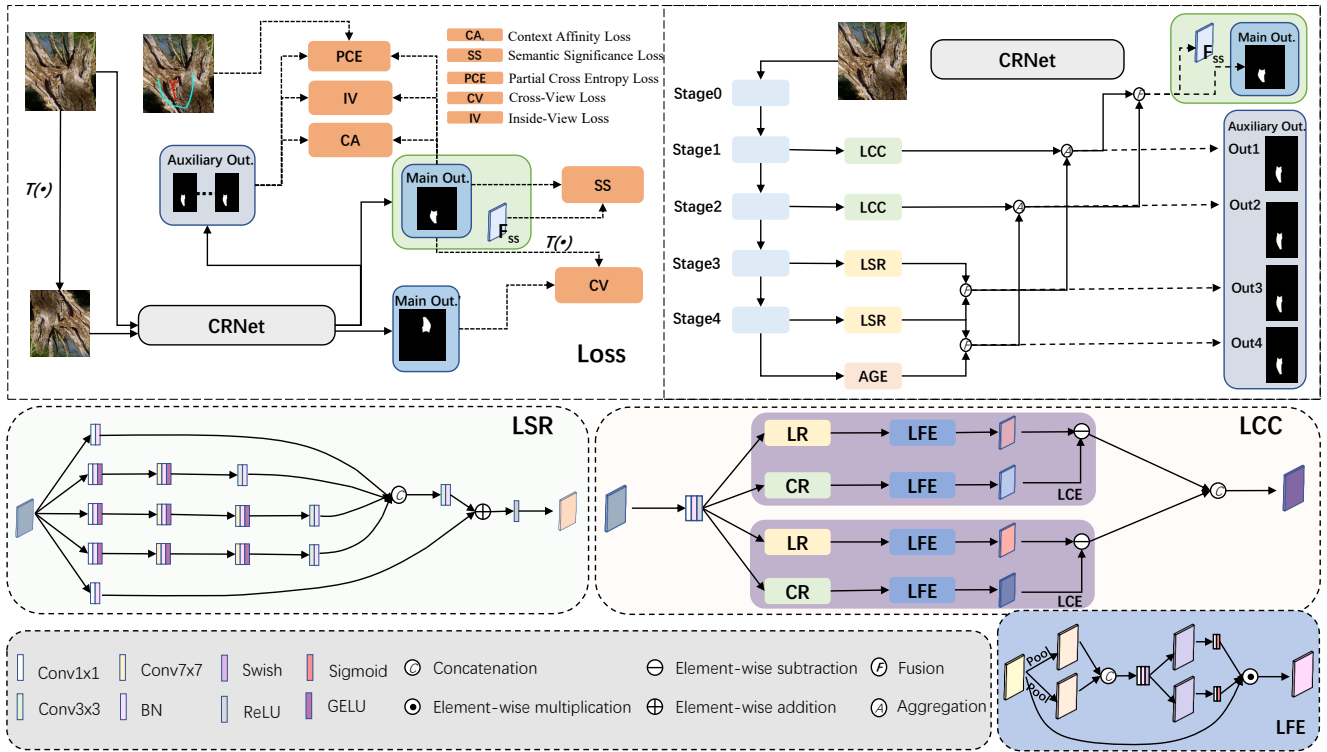 CA, Context Affinity Loss
SS Semantic Significance Loss
PCE Partial Cross Entropy Loss
CV Cross-View Loss
IV Inside-View Loss
PCE
IV
CA
Auxiliary Out.
Main Out.
F_ss
SS
T(•)
T(•)
CV
Main Out.'
CRNet
Loss
CRNet
F_ss
Main Out.
Stage0
Stage1
LCC
A
F
Auxiliary Out.
Out1
Stage2
LCC
A
Out2
Stage3
LSR
F
Out3
Stage4
LSR
F
Out4
AGE
LSR
C
LCC
LR
LFE
CR
LFE
LCE
C
LR
LFE
CR
LFE
LCE
Conv1x1
Conv7x7
Swish
Sigmoid
C Concatenation
Element-wise subtraction
F Fusion
Conv3x3
BN
ReLU
GELU
Element-wise multiplication
Element-wise addition
A Aggregation
Pool
Pool
C
LFE